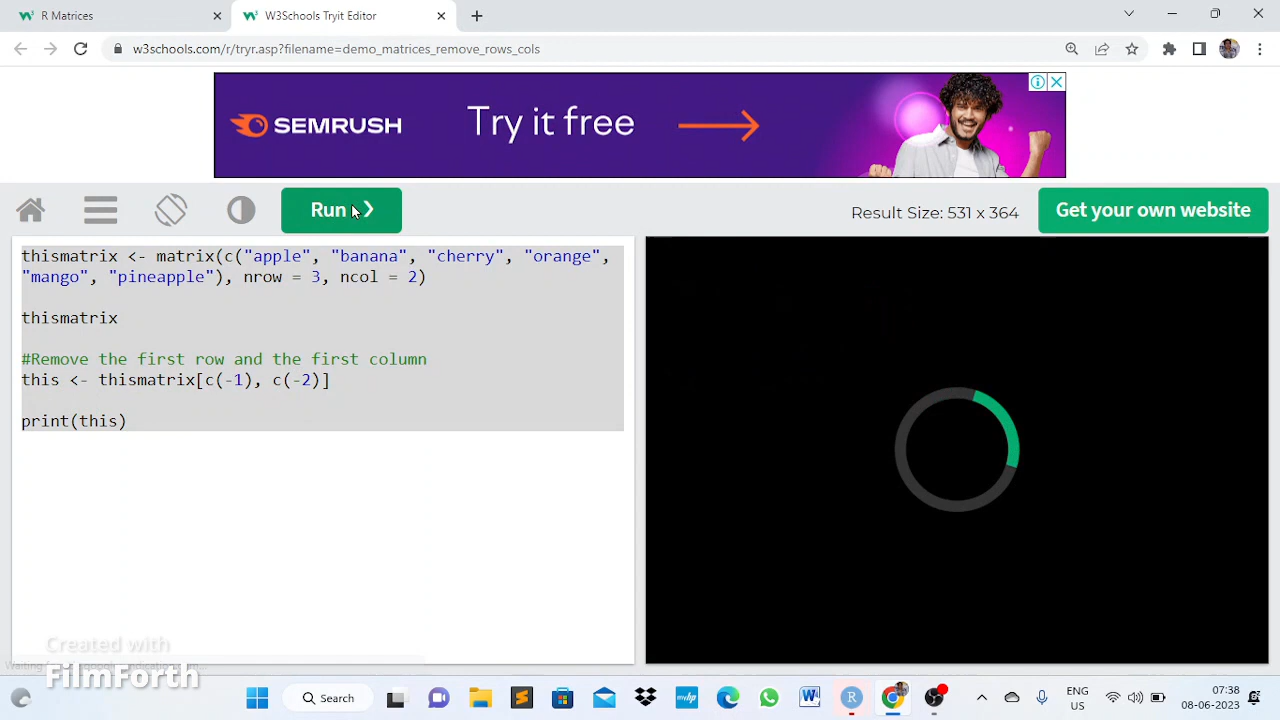 R Matrices
W3Schools Tryit Editor
w3schools.com/r/tryr.asp?filename=demo_matrices_remove_rows_ols
SEMRUSH
Try it free
Run ❯
Result Size: 531 x 364
Get your own website
thismatrix <- matrix(c("apple", "banana", "cherry", "orange",
"mango", "pineapple"), nrow = 3, ncol = 2)
thismatrix
#Remove the first row and the first column
this <- thismatrix[c(-1), c(-2)]
print(this)
Created with
FilmForth
Search
ENG
US
07:38
08-06-2023